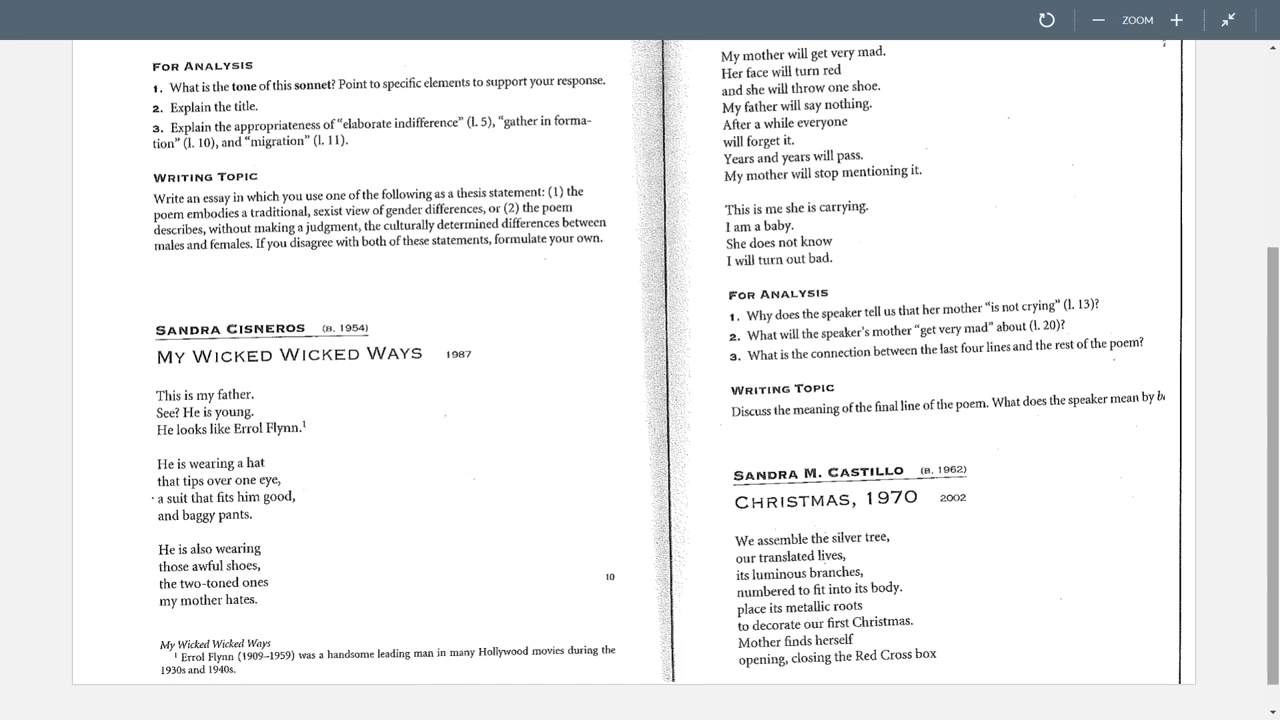 ZOOM
FOR ANALYSIS
1. What is the tone of this sonnet? Point to specific elements to support your response.
2. Explain the title.
3. Explain the appropriateness of “elaborate indifference” (l. 5), “gather in forma-
tion” (l. 10), and “migration” (l. 11).
WRITING TOPIC
Write an essay in which you use one of the following as a thesis statement: (1) the
poem embodies a traditional, sexist view of gender differences, or (2) the poem
describes, without making a judgment, the culturally determined differences between
males and females. If you disagree with both of these statements, formulate your own.
SANDRA CISNEROS (B. 1954)
MY WICKED WICKED WAYS 1987
This is my father.
See? He is young.
He looks like Errol Flynn.¹
He is wearing a hat
that tips over one eye,
a suit that fits him good,
and baggy pants.
He is also wearing
those awful shoes,
the two-toned ones 10
my mother hates.
My Wicked Wicked Ways
¹ Errol Flynn (1909–1959) was a handsome leading man in many Hollywood movies during the
1930s and 1940s.
My mother will get very mad.
Her face will turn red
and she will throw one shoe.
My father will say nothing.
After a while everyone
will forget it.
Years and years will pass.
My mother will stop mentioning it.
This is me she is carrying.
I am a baby.
She does not know
I will turn out bad.
FOR ANALYSIS
1. Why does the speaker tell us that her mother “is not crying” (l. 13)?
2. What will the speaker's mother “get very mad” about (l. 20)?
3. What is the connection between the last four lines and the rest of the poem?
WRITING TOPIC
Discuss the meaning of the final line of the poem. What does the speaker mean by
SANDRA M. CASTILLO (B. 1962)
CHRISTMAS, 1970 2002
We assemble the silver tree,
our translated lives,
its luminous branches,
numbered to fit into its body.
place its metallic roots
to decorate our first Christmas.
Mother finds herself
opening, closing the Red Cross box